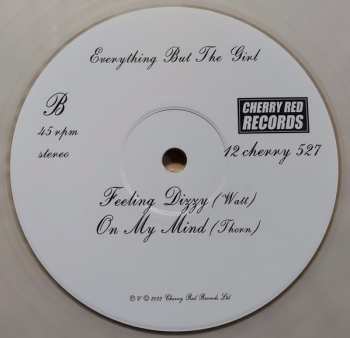 Everything But The Girl
B
CHERRY RED
RECORDS
45 rpm
stereo
12 cherry 527
Feeling Dizzy (Watt)
On My Mind (Thorn)
℗ & © 2022 Cherry Red Records Ltd